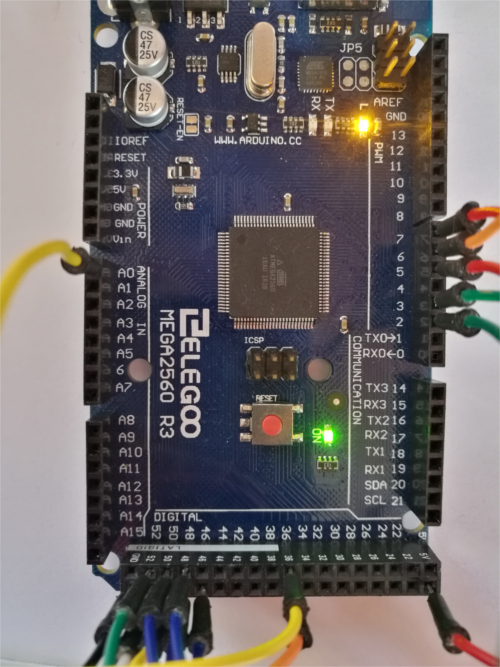 CS
47
25
CS
47
25
JP5
RESET-EN
RX
TX
L
AREF
GND
WWW.ARDUINO.CC
PWM
13
12
11
10
9
8
7
6
5
4
3
2
TX0→1
RX0←0
IOREF
RESET
3.3V
5V
GND
GND
Vin
POWER
ANALOG IN
A0
A1
A2
A3
A4
A5
6
A7
A8
A9
A10
A11
A12
A13
A14
A15
ELEGOO
MEGA2560 R3
ICSP
RESET
ON
COMMUNICATION
TX3 14
RX3 15
TX2 16
RX2 17
TX1 18
RX1 19
SDA 20
SCL 21
DIGITAL
52
50
48
46
44
42
40
38
36
34
32
30
28
26
24
22